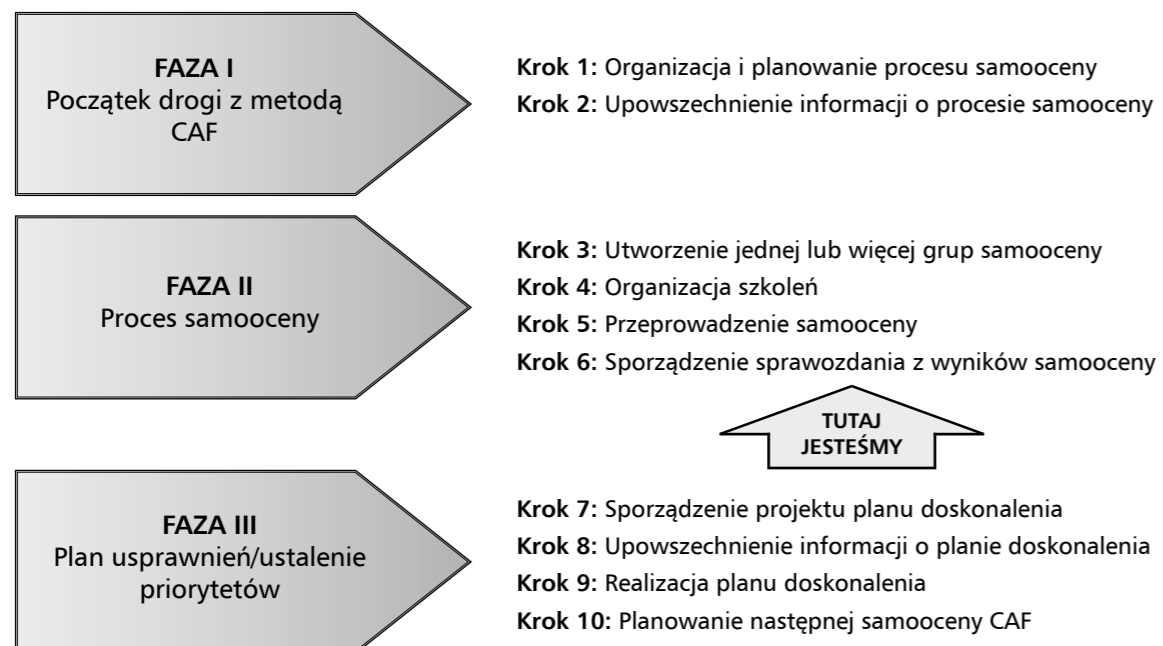 FAZA I
Początek drogi z metodą
CAF
Krok 1: Organizacja i planowanie procesu samooceny
Krok 2: Upowszechnienie informacji o procesie samooceny
FAZA II
Proces samooceny
Krok 3: Utworzenie jednej lub więcej grup samooceny
Krok 4: Organizacja szkoleń
Krok 5: Przeprowadzenie samooceny
Krok 6: Sporządzenie sprawozdania z wyników samooceny
TUTAJ
JESTEŚMY
FAZA III
Plan usprawnień/ustalenie
priorytetów
Krok 7: Sporządzenie projektu planu doskonalenia
Krok 8: Upowszechnienie informacji o planie doskonalenia
Krok 9: Realizacja planu doskonalenia
Krok 10: Planowanie następnej samooceny CAF